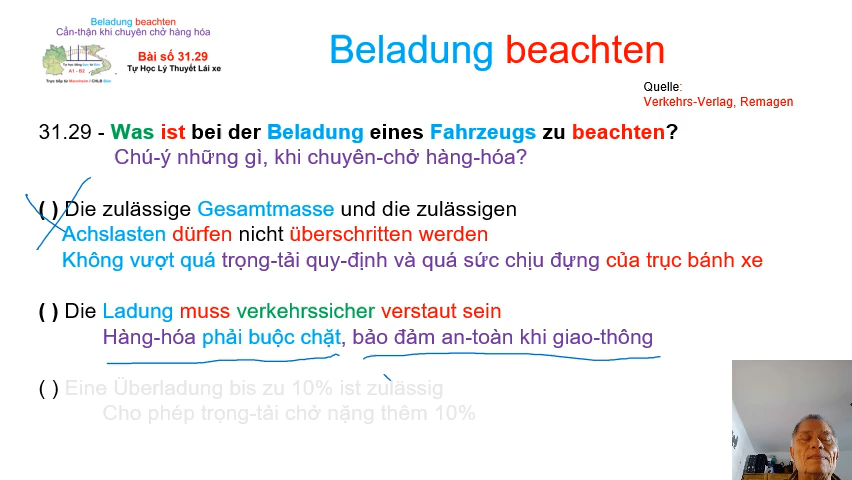 Beladung beachten
Cẩn-thận khi chuyên chở hàng hóa
Bài số 31.29
Tự Học Lý Thuyết Lái xe
A1 - B2
Beladung beachten
Quelle:
Verkehrs-Verlag, Remagen
31.29 - Was ist bei der Beladung eines Fahrzeugs zu beachten?
Chú-ý những gì, khi chuyên-chở hàng-hóa?
( ) Die zulässige Gesamtmasse und die zulässigen
Achslasten dürfen nicht überschritten werden
Không vượt quá trọng-tải quy-định và quá sức chịu đựng của trục bánh xe
( ) Die Ladung muss verkehrssicher verstaut sein
Hàng-hóa phải buộc chặt, bảo đảm an-toàn khi giao-thông
( ) Eine Überladung bis zu 10% ist zulässig
Cho phép trọng-tải chở nặng thêm 10%